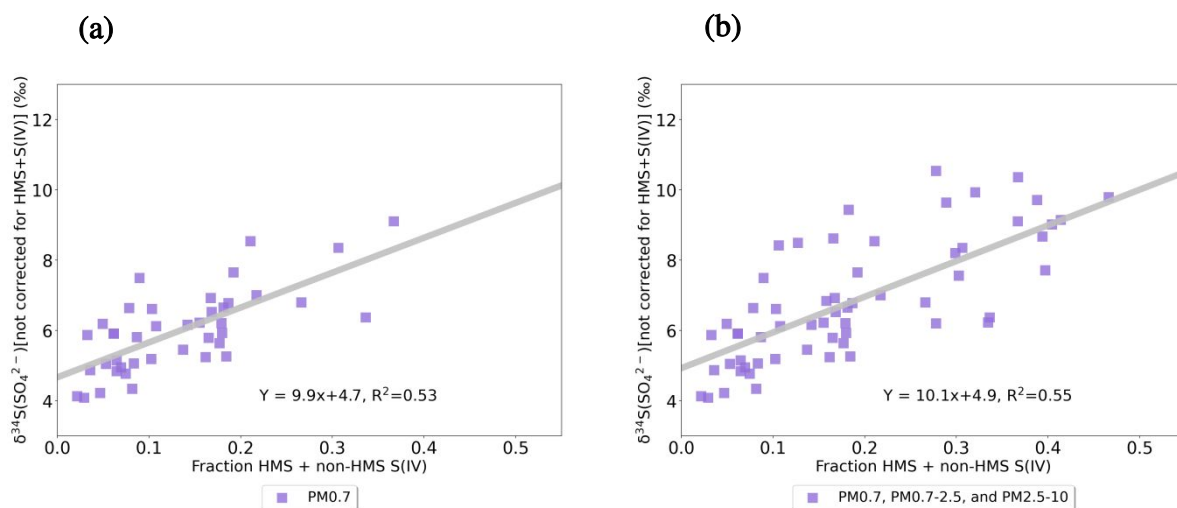 (a)
δ³⁴S(SO₄²⁻)[not corrected for HMS+S(IV)] (‰)
12
10
8
6
4
Y = 9.9x+4.7, R²=0.53
0.0 0.1 0.2 0.3 0.4 0.5
Fraction HMS + non-HMS S(IV)
PM0.7
(b)
δ³⁴S(SO₄²⁻)[not corrected for HMS+S(IV)] (‰)
12
10
8
6
4
Y = 10.1x+4.9, R²=0.55
0.0 0.1 0.2 0.3 0.4 0.5
Fraction HMS + non-HMS S(IV)
PM0.7, PM0.7-2.5, and PM2.5-10